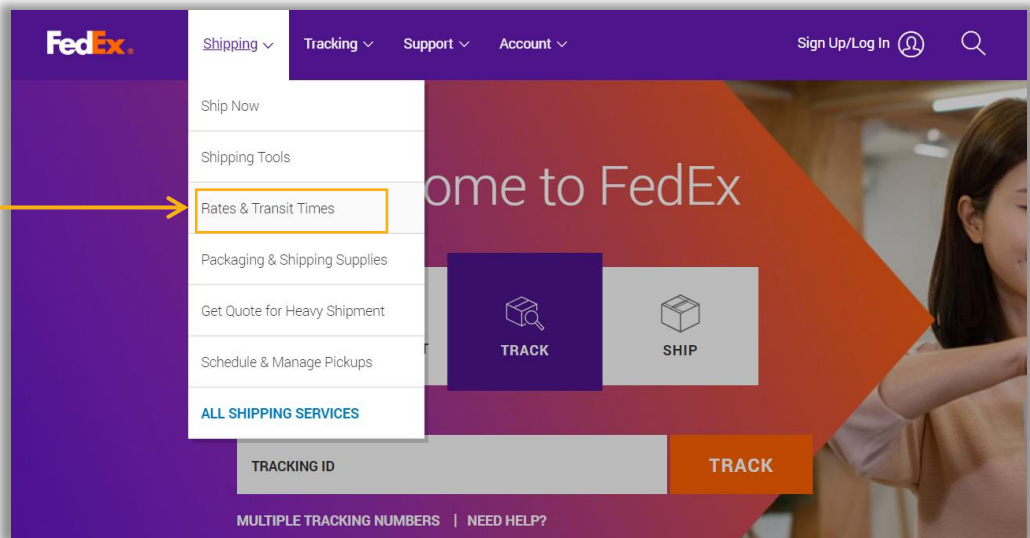 FedEx.
Shipping
Tracking
Support
Account
Sign Up/Log In
Ship Now
Shipping Tools
Rates & Transit Times
Packaging & Shipping Supplies
Get Quote for Heavy Shipment
Schedule & Manage Pickups
ALL SHIPPING SERVICES
ome to FedEx
T
TRACK
SHIP
TRACKING ID
TRACK
MULTIPLE TRACKING NUMBERS | NEED HELP?